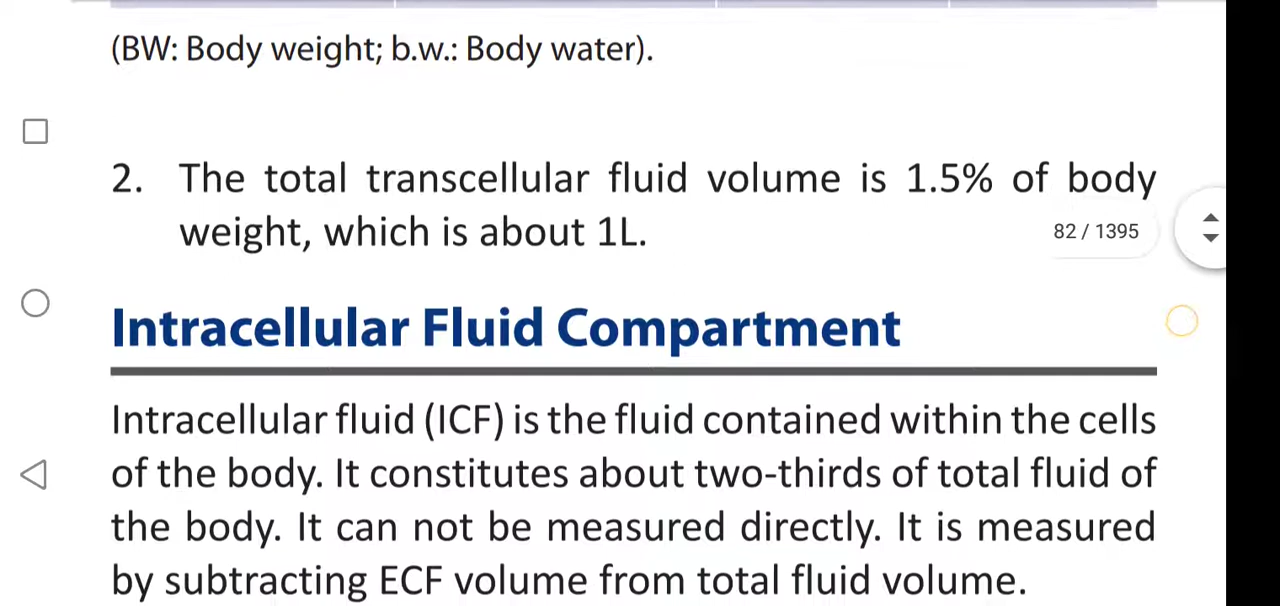 (BW: Body weight; b.w.: Body water).
2. The total transcellular fluid volume is 1.5% of body
weight, which is about 1L.
82 / 1395
Intracellular Fluid Compartment
Intracellular fluid (ICF) is the fluid contained within the cells
of the body. It constitutes about two-thirds of total fluid of
the body. It can not be measured directly. It is measured
by subtracting ECF volume from total fluid volume.